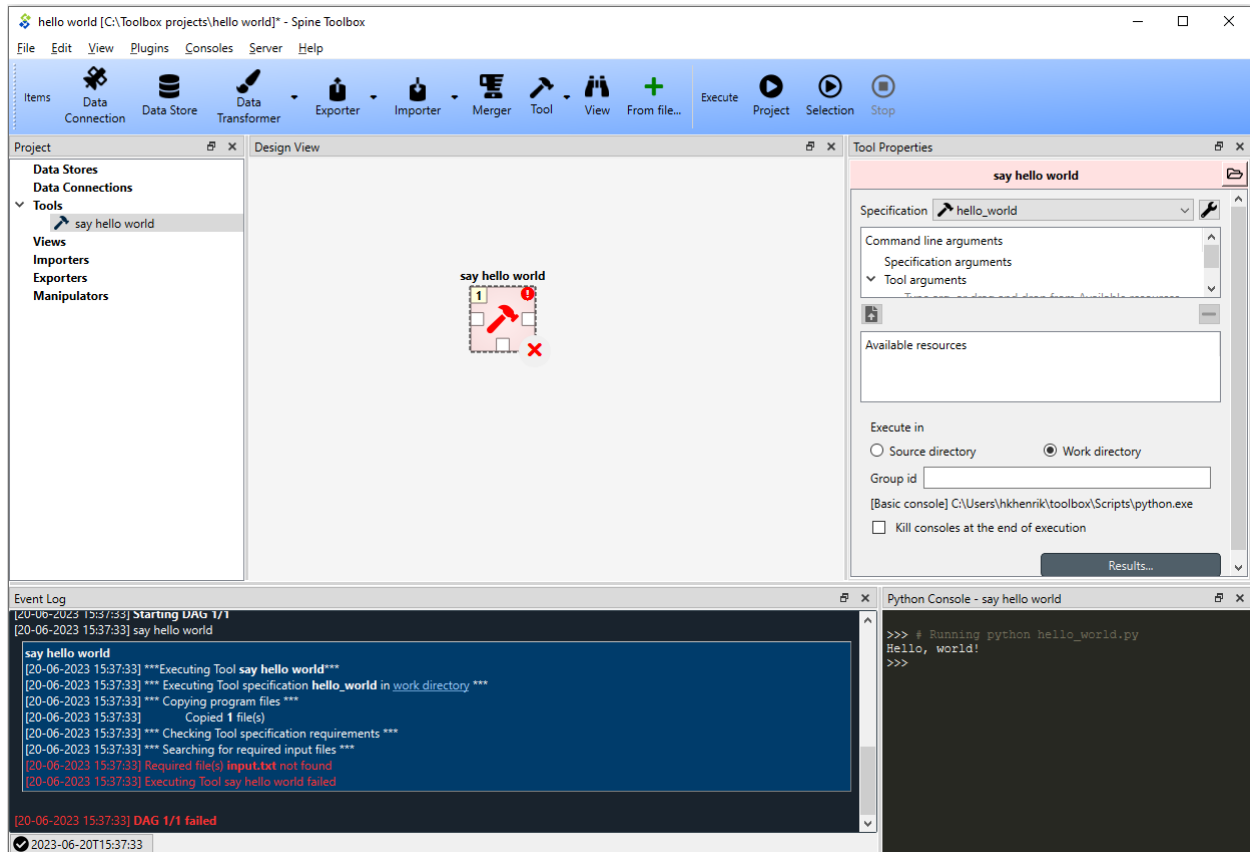 hello world [C:\Toolbox projects\hello world]* - Spine Toolbox
File Edit View Plugins Consoles Server Help
Items
Data Connection
Data Store
Data Transformer
Exporter
Importer
Merger
Tool
View
From file...
Execute
Project
Selection
Stop
Project
Data Stores
Data Connections
Tools
say hello world
Views
Importers
Exporters
Manipulators
Design View
say hello world
1
Tool Properties
say hello world
Specification hello_world
Command line arguments
Specification arguments
Tool arguments
Type arg, or drag and drop from Available resources...
Available resources
Execute in
Source directory Work directory
Group id
[Basic console] C:\Users\hkhenrik\toolbox\Scripts\python.exe
Kill consoles at the end of execution
Results...
Event Log
[20-06-2023 15:37:33] Starting DAG 1/1
[20-06-2023 15:37:33] say hello world
say hello world
[20-06-2023 15:37:33] ***Executing Tool say hello world***
[20-06-2023 15:37:33] *** Executing Tool specification hello_world in work directory ***
[20-06-2023 15:37:33] *** Copying program files ***
[20-06-2023 15:37:33] Copied 1 file(s)
[20-06-2023 15:37:33] *** Checking Tool specification requirements ***
[20-06-2023 15:37:33] *** Searching for required input files ***
[20-06-2023 15:37:33] Required file(s) input.txt not found
[20-06-2023 15:37:33] Executing Tool say hello world failed
[20-06-2023 15:37:33] DAG 1/1 failed
2023-06-20T15:37:33
Python Console - say hello world
>>> # Running python hello_world.py
Hello, world!
>>>